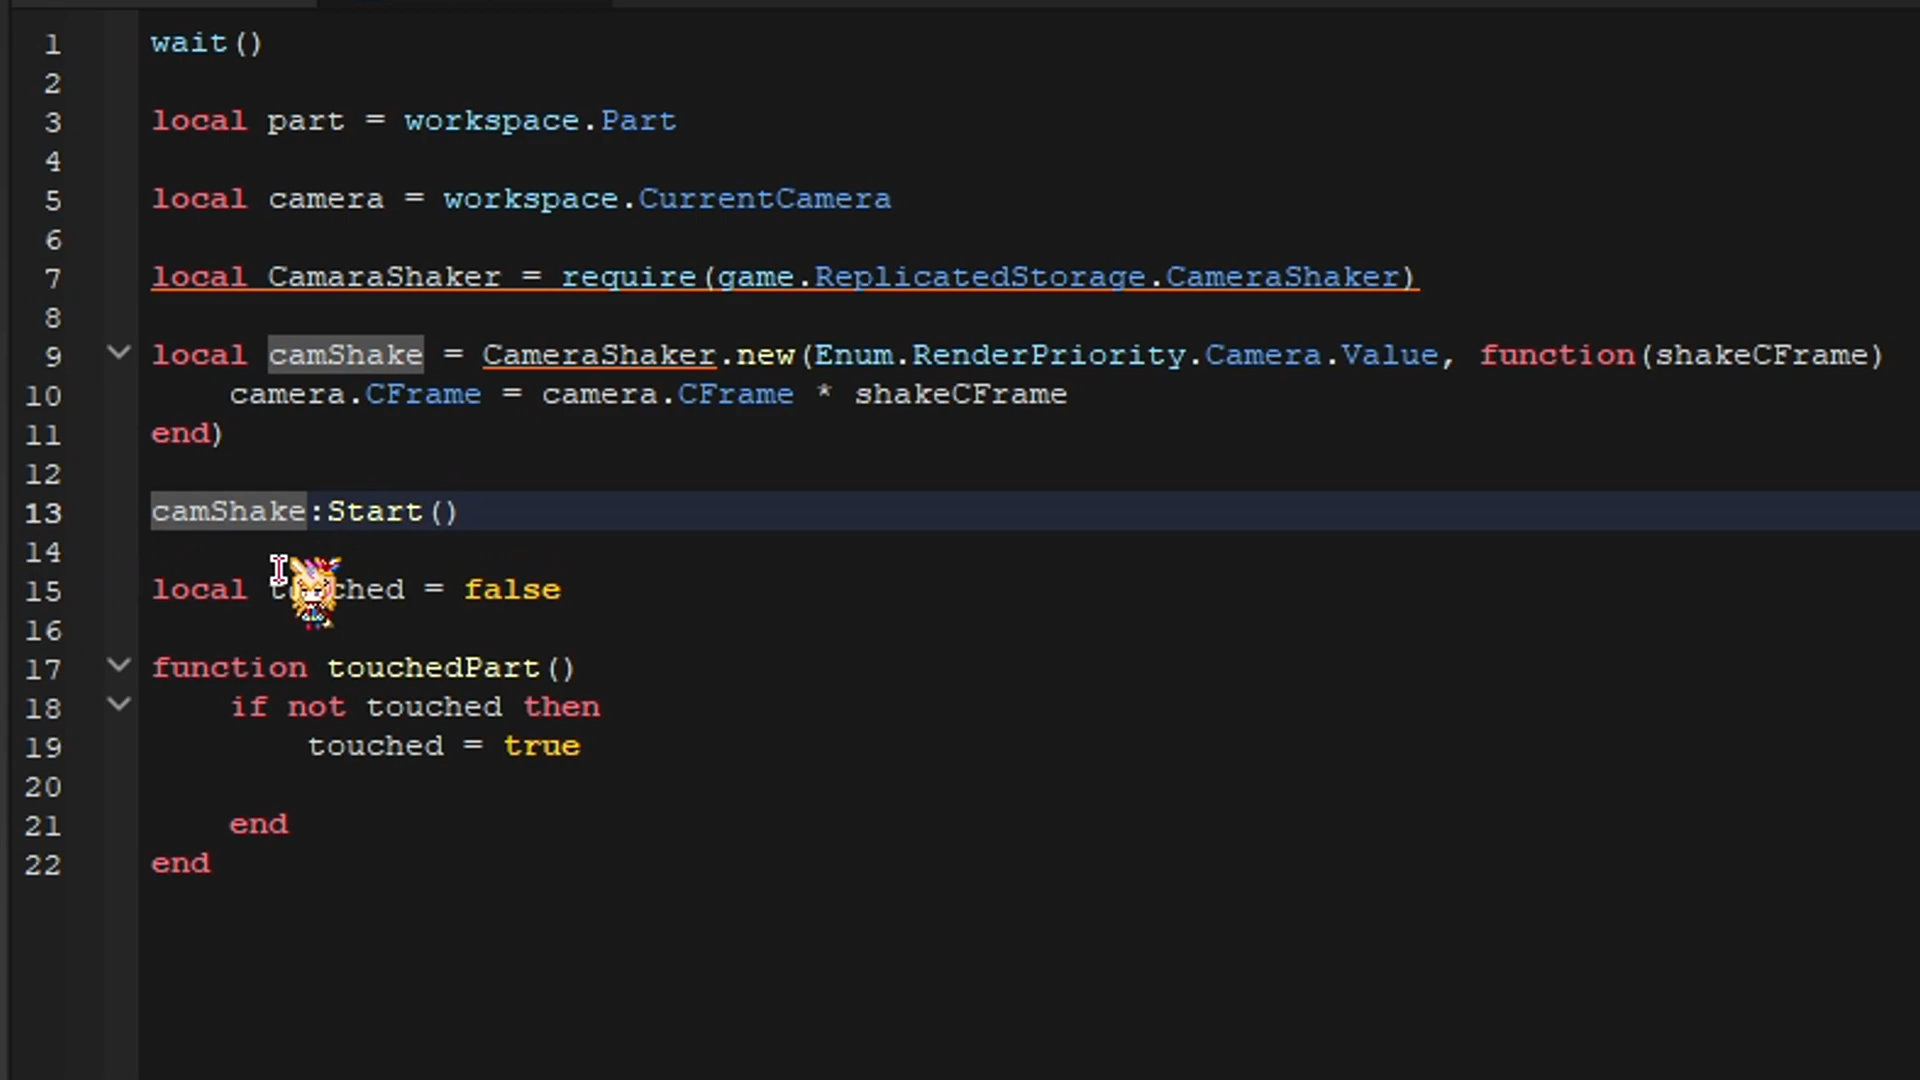 1 wait()
2
3 local part = workspace.Part
4
5 local camera = workspace.CurrentCamera
6
7 local CamaraShaker = require(game.ReplicatedStorage.CameraShaker)
8
9 local camShake = CameraShaker.new(Enum.RenderPriority.Camera.Value, function(shakeCFrame)
10 camera.CFrame = camera.CFrame * shakeCFrame
11 end)
12
13 camShake:Start()
14
15 local touched = false
16
17 function touchedPart()
18 if not touched then
19 touched = true
20
21 end
22 end